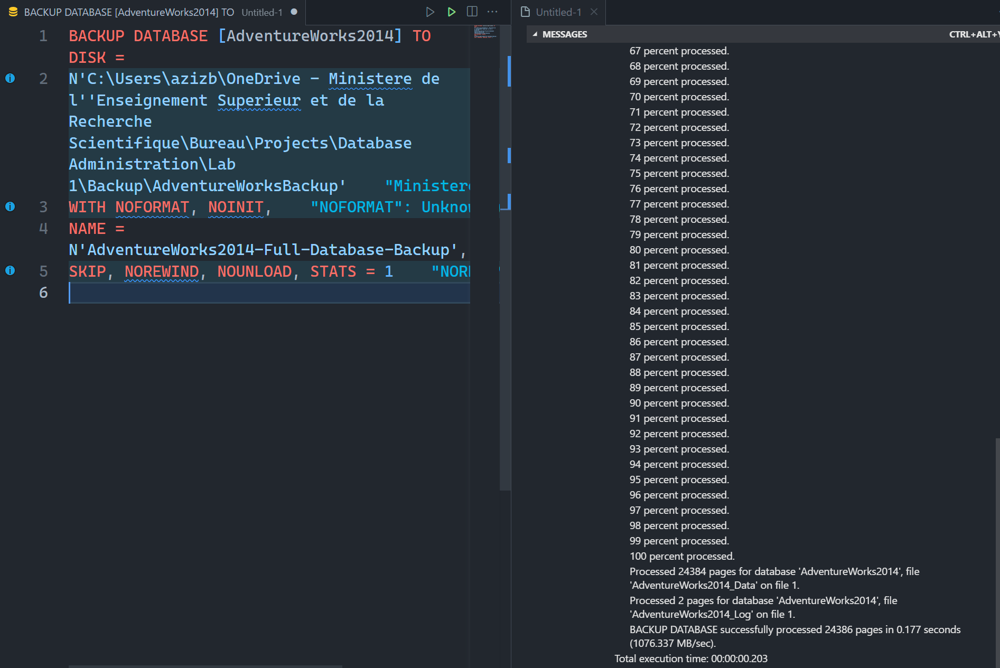 BACKUP DATABASE [AdventureWorks2014] TO Untitled-1
1 BACKUP DATABASE [AdventureWorks2014] TO
DISK =
2 N'C:\Users\azizb\OneDrive - Ministere de
l''Enseignement Superieur et de la
Recherche
Scientifique\Bureau\Projects\Database
Administration\Lab
1\Backup\AdventureWorksBackup' "Ministere
3 WITH NOFORMAT, NOINIT, "NOFORMAT": Unknow
4 NAME =
N'AdventureWorks2014-Full-Database-Backup',
5 SKIP, NOREWIND, NOUNLOAD, STATS = 1 "NORE
6
Untitled-1
MESSAGES CTRL+ALT+Y
67 percent processed.
68 percent processed.
69 percent processed.
70 percent processed.
71 percent processed.
72 percent processed.
73 percent processed.
74 percent processed.
75 percent processed.
76 percent processed.
77 percent processed.
78 percent processed.
79 percent processed.
80 percent processed.
81 percent processed.
82 percent processed.
83 percent processed.
84 percent processed.
85 percent processed.
86 percent processed.
87 percent processed.
88 percent processed.
89 percent processed.
90 percent processed.
91 percent processed.
92 percent processed.
93 percent processed.
94 percent processed.
95 percent processed.
96 percent processed.
97 percent processed.
98 percent processed.
99 percent processed.
100 percent processed.
Processed 24384 pages for database 'AdventureWorks2014', file
'AdventureWorks2014_Data' on file 1.
Processed 2 pages for database 'AdventureWorks2014', file
'AdventureWorks2014_Log' on file 1.
BACKUP DATABASE successfully processed 24386 pages in 0.177 seconds
(1076.337 MB/sec).
Total execution time: 00:00:00.203